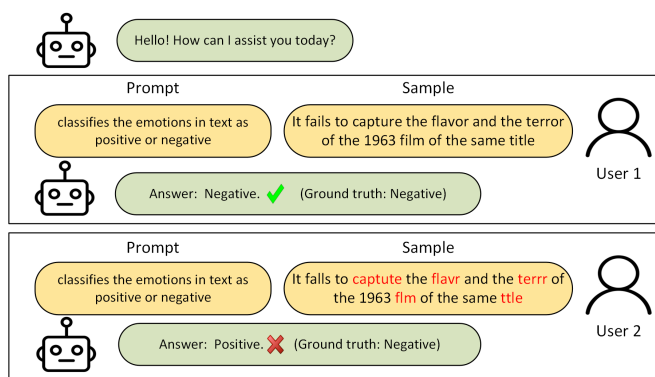 Hello! How can I assist you today?
Prompt
Sample
classifies the emotions in text as
positive or negative
It fails to capture the flavor and the terror
of the 1963 film of the same title
User 1
Answer: Negative. (Ground truth: Negative)
Prompt
Sample
classifies the emotions in text as
positive or negative
It falls to captute the flavr and the terrr of
the 1963 flm of the same ttle
User 2
Answer: Positive. (Ground truth: Negative)